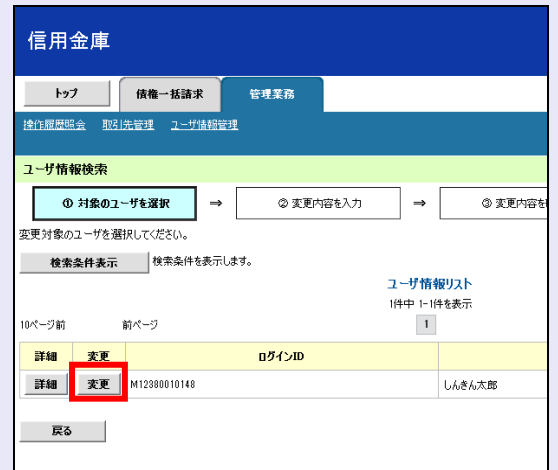 信用金庫
トップ 債権一括請求 管理業務
操作履歴照会 取引先管理 ユーザ情報管理
ユーザ情報検索
① 対象のユーザを選択 ⇒ ② 変更内容を入力 ⇒ ③ 変更内容を
変更対象のユーザを選択してください。
検索条件表示 検索条件を表示します。
ユーザ情報リスト
1件中 1-1件を表示
10ページ前 前ページ 1
詳細 変更 ログインID
詳細 変更 M12380010148 しんきん太郎
戻る